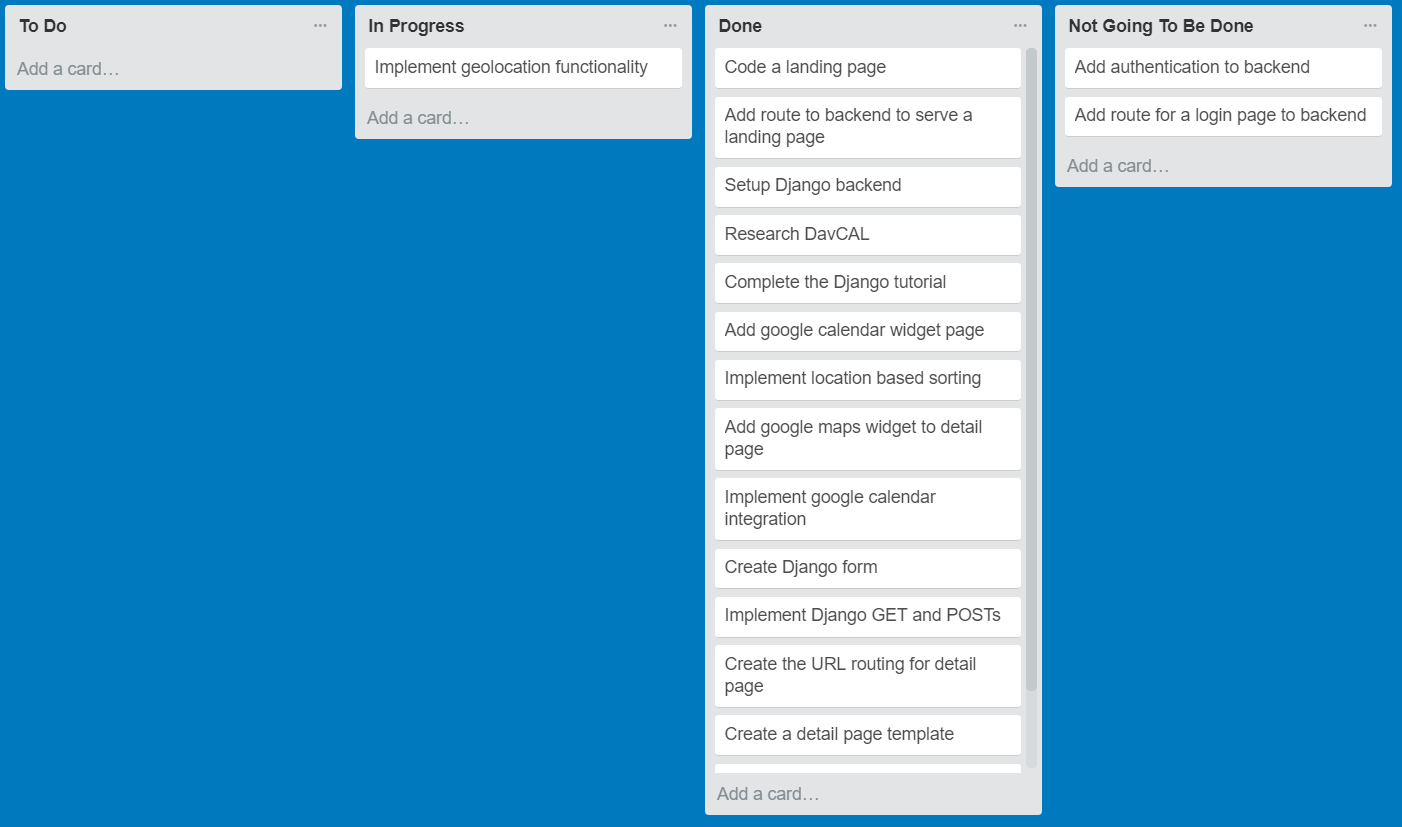 To Do
Add a card…
In Progress
Implement geolocation functionality
Add a card…
Done
Code a landing page
Add route to backend to serve a
landing page
Setup Django backend
Research DavCAL
Complete the Django tutorial
Add google calendar widget page
Implement location based sorting
Add google maps widget to detail
page
Implement google calendar
integration
Create Django form
Implement Django GET and POSTs
Create the URL routing for detail
page
Create a detail page template
Add a card…
Not Going To Be Done
Add authentication to backend
Add route for a login page to backend
Add a card…